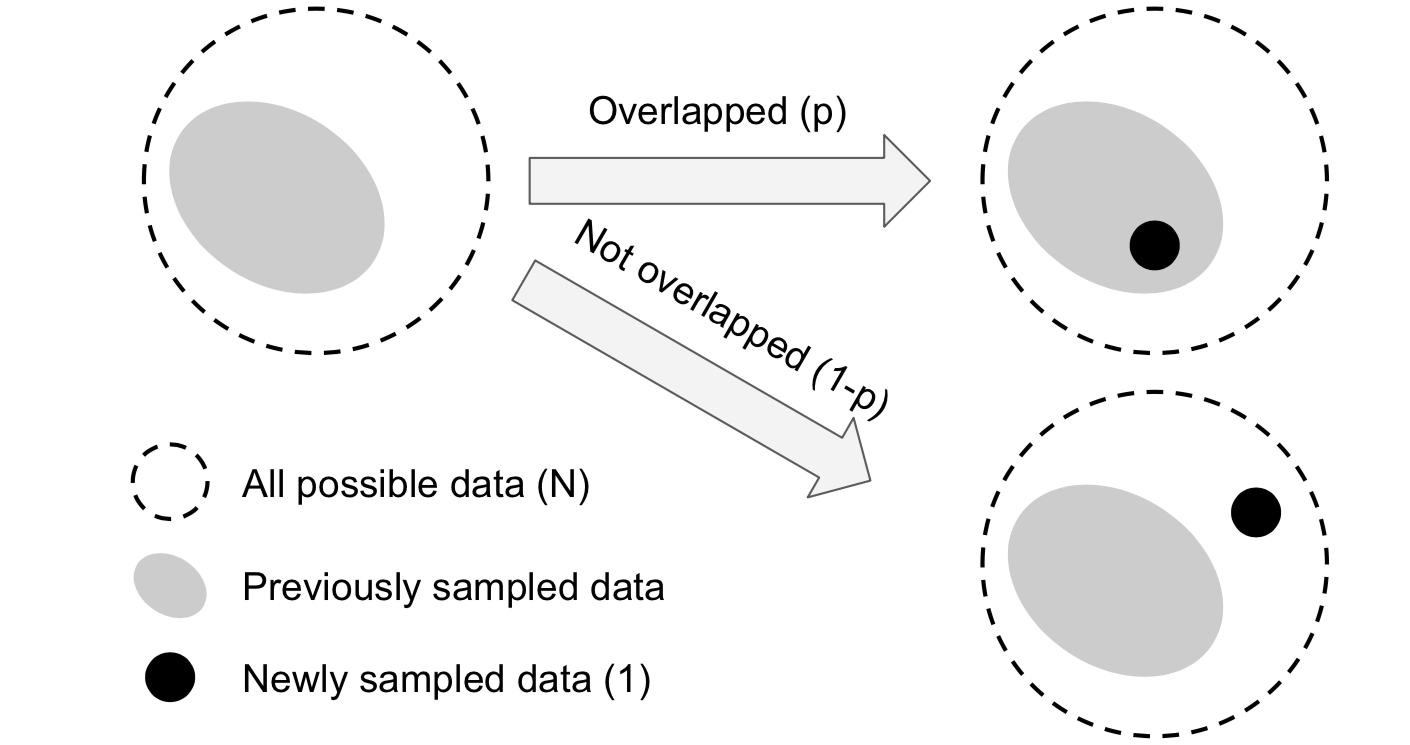 Overlapped (p)
Not overlapped (1-p)
All possible data (N)
Previously sampled data
Newly sampled data (1)